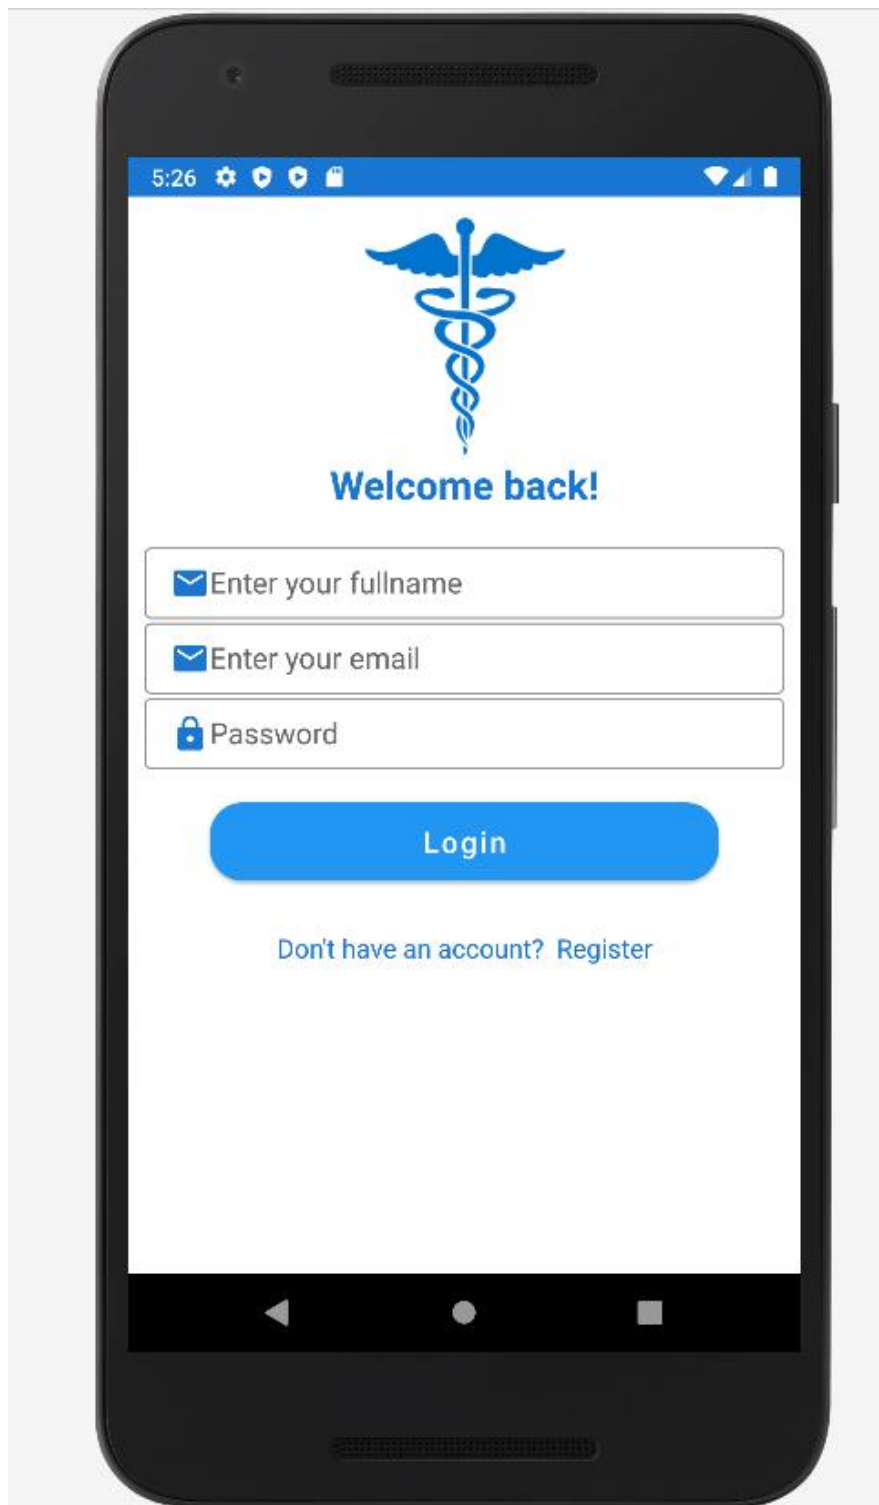 5:26
Welcome back!
Enter your fullname
Enter your email
Password
Login
Don't have an account? Register